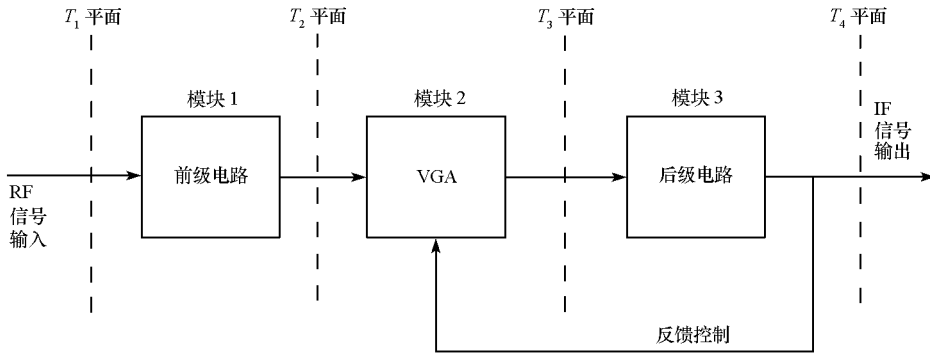 T1 平面
T2 平面
T3 平面
T4 平面
模块 1
模块 2
模块 3
前级电路
VGA
后级电路
RF
信号
输入
IF
信号
输出
反馈控制